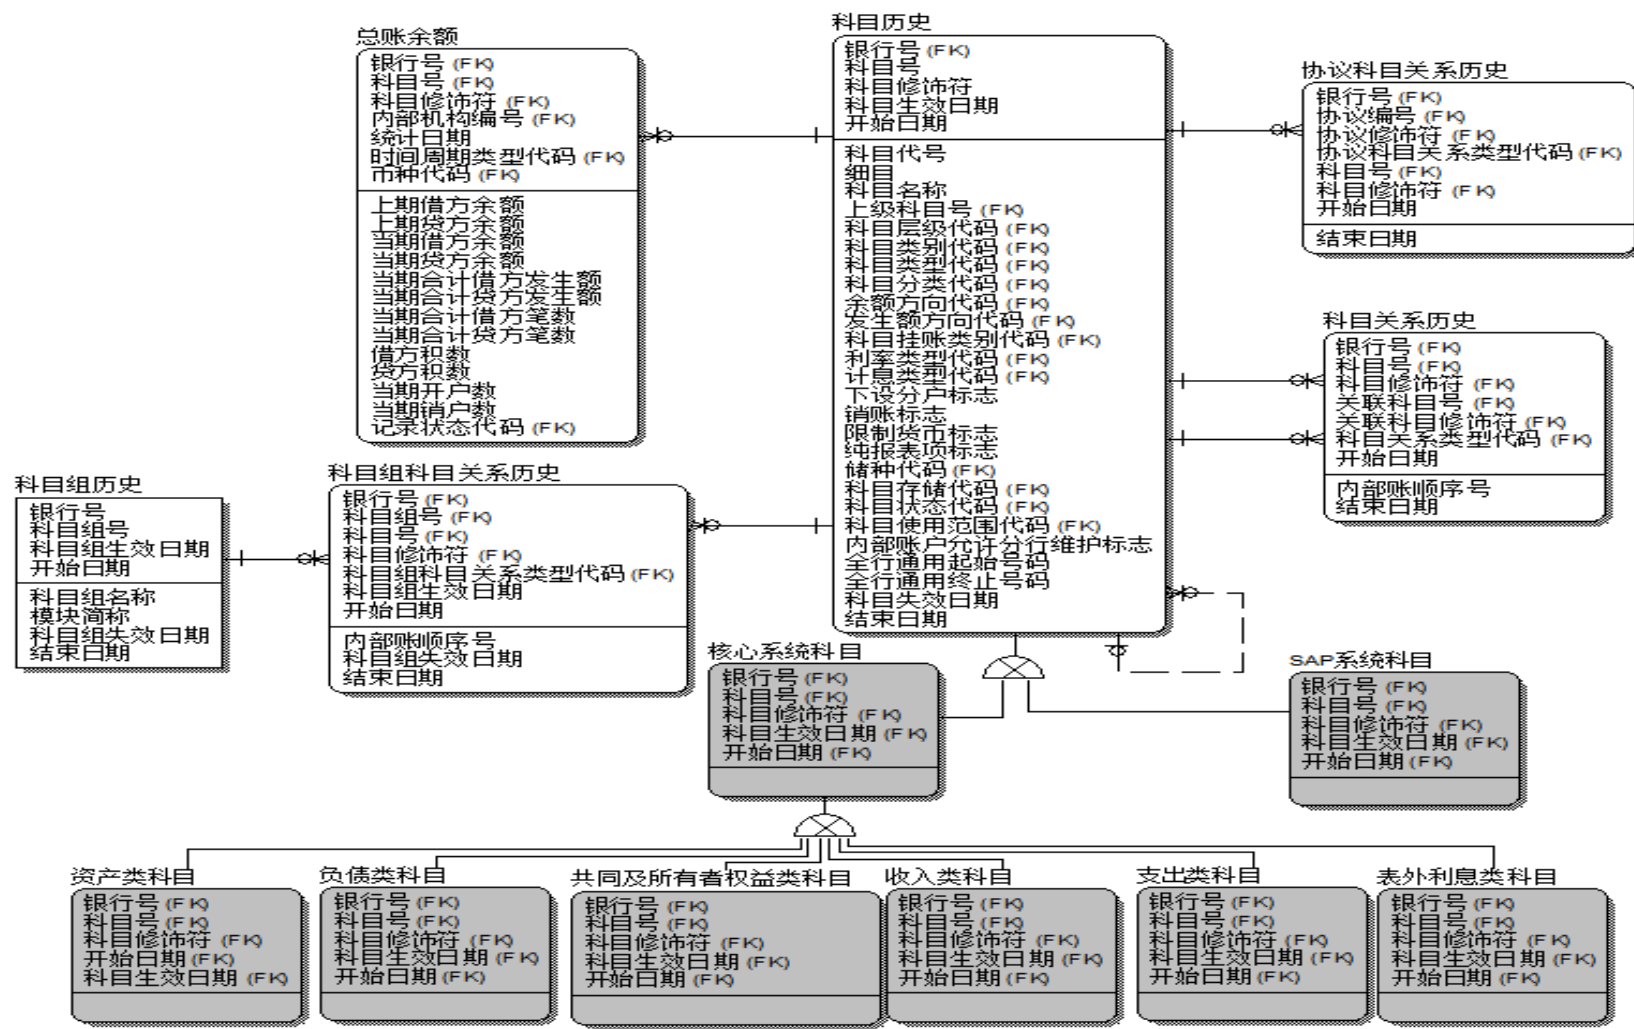 总账余额
银行号 (FK)
科目号 (FK)
科目修饰符 (FK)
内部机构编号 (FK)
统计日期
时间周期类型代码 (FK)
币种代码 (FK)
上期借方余额
上期贷方余额
当期借方余额
当期贷方余额
当期合计借方发生额
当期合计贷方发生额
当期合计借方笔数
当期合计贷方笔数
借方积数
贷方积数
当期开户数
当期销户数
记录状态代码 (FK)
科目历史
银行号 (FK)
科目号
科目修饰符
科目生效日期
开始日期
科目代号
细目
科目名称
上级科目号 (FK)
科目层级代码 (FK)
科目类别代码 (FK)
科目类型代码 (FK)
科目分类代码 (FK)
余额方向代码 (FK)
发生额方向代码 (FK)
科目挂账类别代码 (FK)
利率类型代码 (FK)
计息类型代码 (FK)
下设分户标志
销账标志
限制货币标志
纯报表项标志
储种代码 (FK)
科目存储代码 (FK)
科目状态代码 (FK)
科目使用范围代码 (FK)
内部账户允许分行维护标志
全行通用起始号码
全行通用终止号码
科目失效日期
结束日期
协议科目关系历史
银行号 (FK)
协议编号 (FK)
协议修饰符 (FK)
协议科目关系类型代码 (FK)
科目号 (FK)
科目修饰符 (FK)
开始日期
结束日期
科目关系历史
银行号 (FK)
科目号 (FK)
科目修饰符 (FK)
关联科目号 (FK)
关联科目修饰符 (FK)
科目关系类型代码 (FK)
开始日期
内部账顺序号
结束日期
科目组历史
银行号
科目组号
科目组生效日期
开始日期
科目组名称
模块简称
科目组失效日期
结束日期
科目组科目关系历史
银行号 (FK)
科目组号 (FK)
科目号 (FK)
科目修饰符 (FK)
科目组科目关系类型代码 (FK)
科目组生效日期
开始日期
内部账顺序号
科目组失效日期
结束日期
核心系统科目
银行号 (FK)
科目号 (FK)
科目修饰符 (FK)
科目生效日期 (FK)
开始日期 (FK)
SAP系统科目
银行号 (FK)
科目号 (FK)
科目修饰符 (FK)
科目生效日期 (FK)
开始日期 (FK)
资产类科目
银行号 (FK)
科目号 (FK)
科目修饰符 (FK)
开始日期 (FK)
科目生效日期 (FK)
负债类科目
银行号 (FK)
科目号 (FK)
科目修饰符 (FK)
科目生效日期 (FK)
开始日期 (FK)
共同及所有者权益类科目
银行号 (FK)
科目号 (FK)
科目修饰符 (FK)
科目生效日期 (FK)
开始日期 (FK)
收入类科目
银行号 (FK)
科目号 (FK)
科目修饰符 (FK)
科目生效日期 (FK)
开始日期 (FK)
支出类科目
银行号 (FK)
科目号 (FK)
科目修饰符 (FK)
科目生效日期 (FK)
开始日期 (FK)
表外利息类科目
银行号 (FK)
科目号 (FK)
科目修饰符 (FK)
科目生效日期 (FK)
开始日期 (FK)